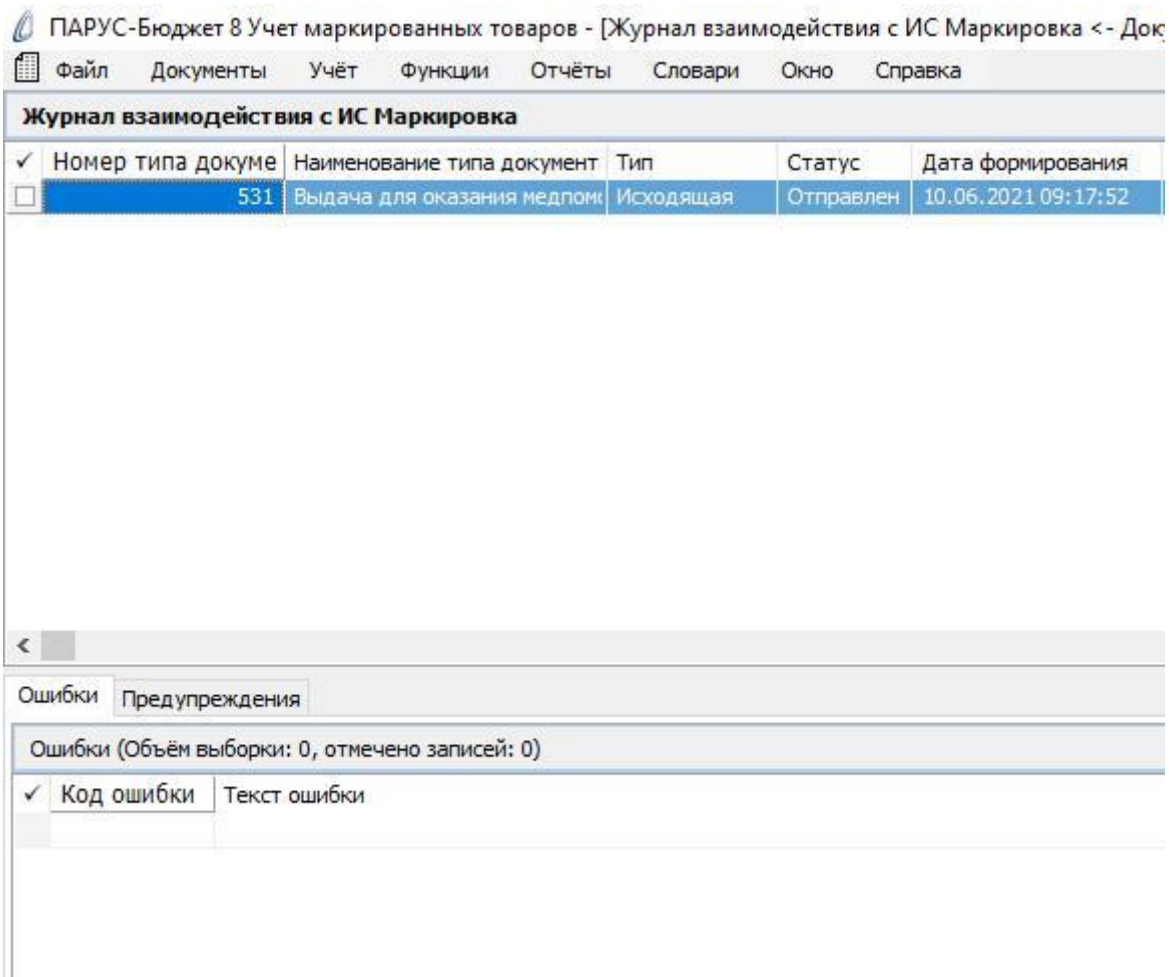 ПАРУС-Бюджет 8 Учет маркированных товаров - [Журнал взаимодействия с ИС Маркировка <- Док
Файл Документы Учёт Функции Отчёты Словари Окно Справка
Журнал взаимодействия с ИС Маркировка
✓ Номер типа докуме Наименование типа документ Тип Статус Дата формирования
531 Выдача для оказания медпом Исходящая Отправлен 10.06.2021 09:17:52
Ошибки Предупреждения
Ошибки (Объём выборки: 0, отмечено записей: 0)
✓ Код ошибки Текст ошибки